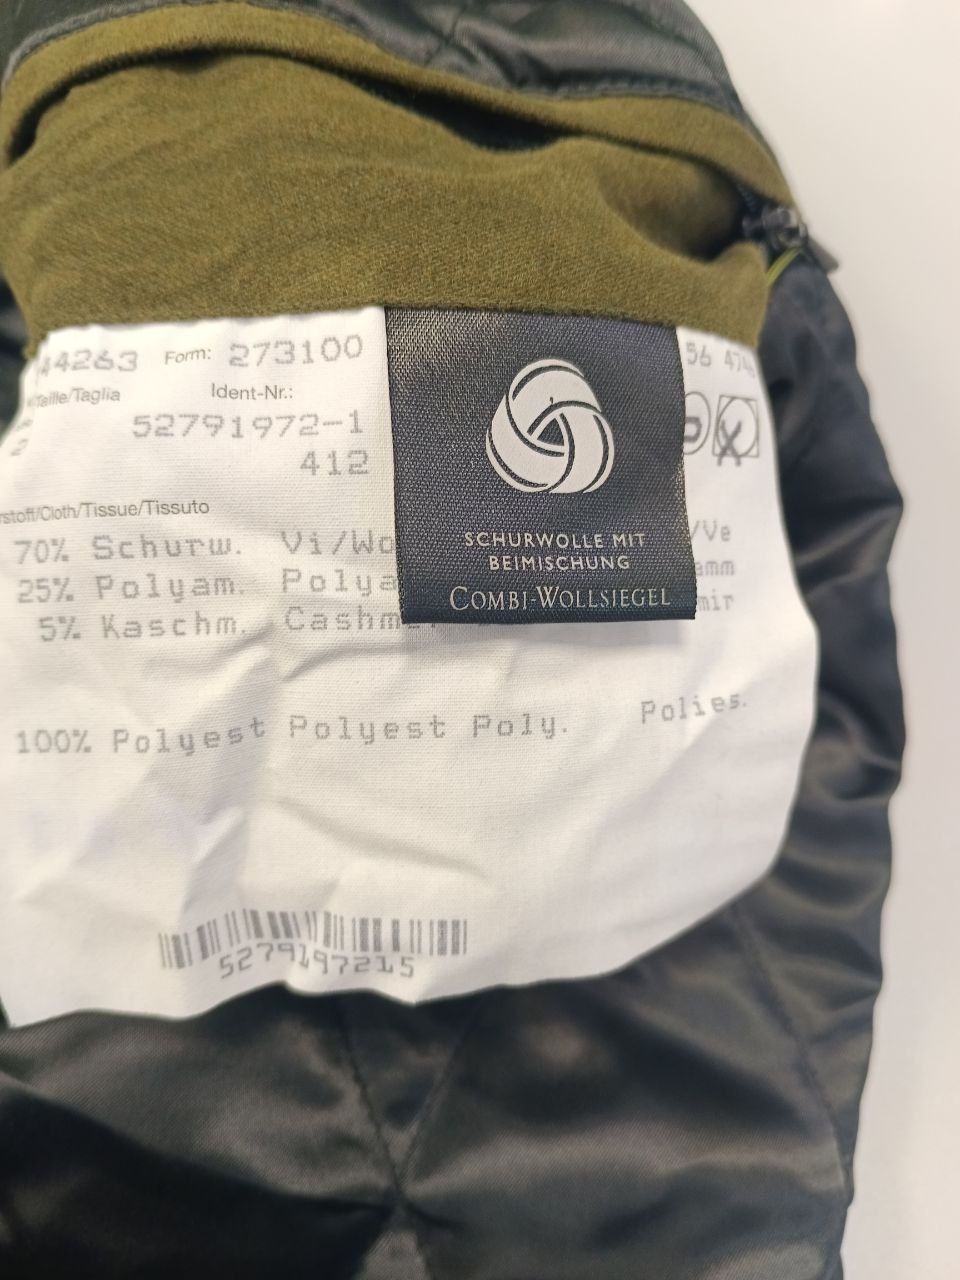 44263 Form: 273100 56 474
Taille/Taglia Ident-Nr.:
52791972-1
412
rstoff/Cloth/Tissue/Tissuto
70% Schurw. Vi/Wo /Ve
25% Polyam. Polya amm
5% Kaschm. Cashm mir
SCHURWOLLE MIT
BEIMISCHUNG
COMBI-WOLLSIEGEL
100% Polyest Polyest Poly. Polies.
5279197215